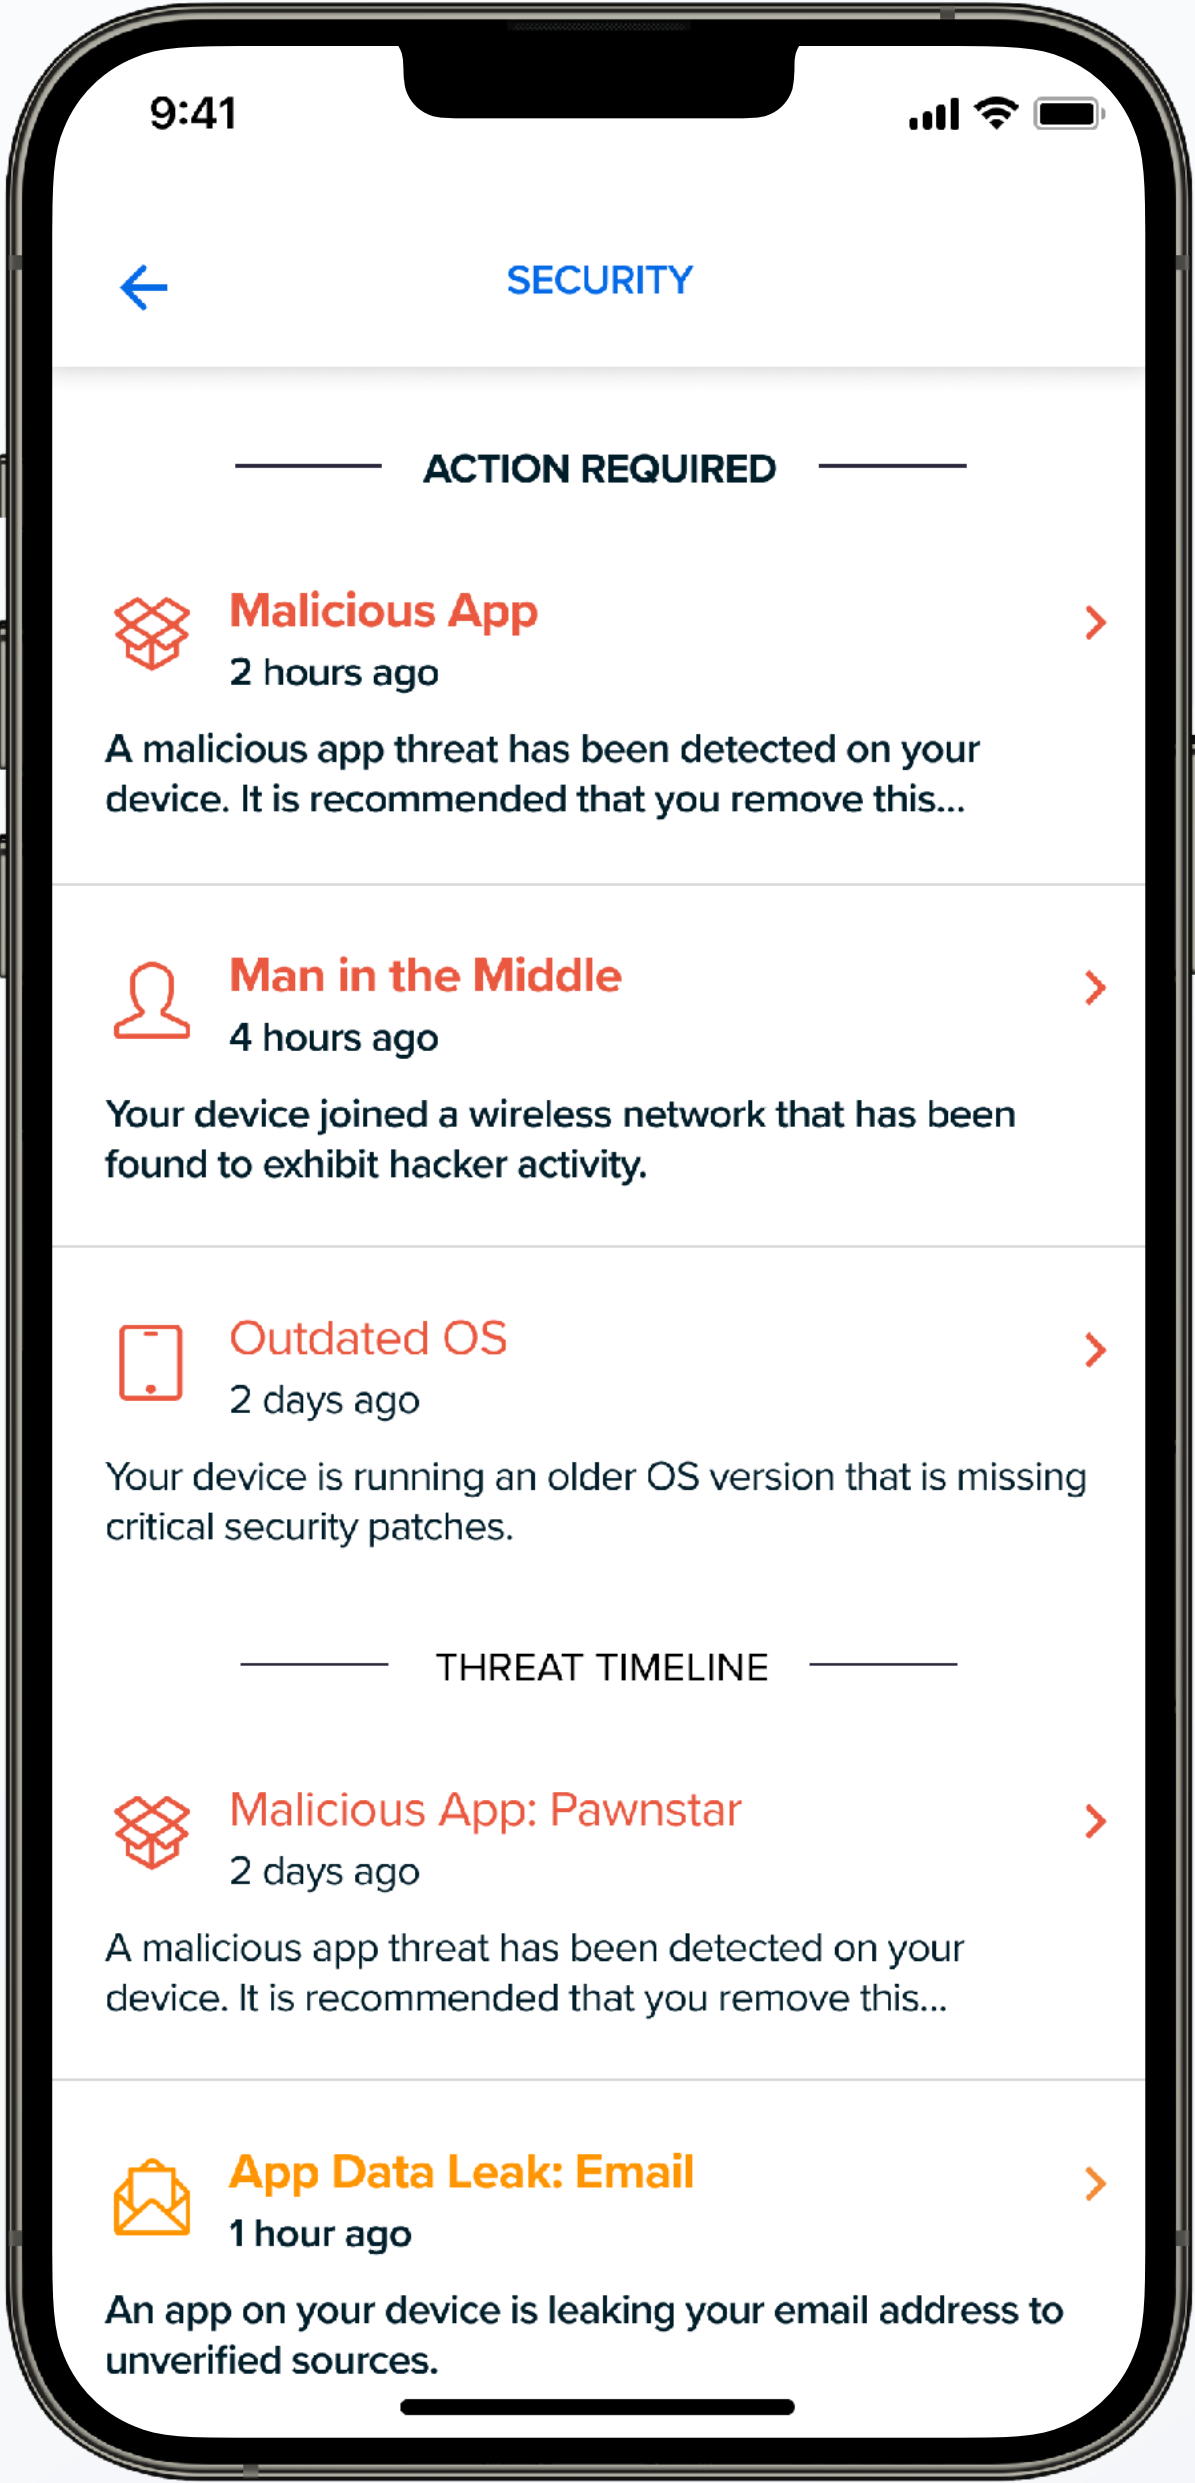 9:41
SECURITY
ACTION REQUIRED
Malicious App
2 hours ago
A malicious app threat has been detected on your
device. It is recommended that you remove this...
Man in the Middle
4 hours ago
Your device joined a wireless network that has been
found to exhibit hacker activity.
Outdated OS
2 days ago
Your device is running an older OS version that is missing
critical security patches.
THREAT TIMELINE
Malicious App: Pawnstar
2 days ago
A malicious app threat has been detected on your
device. It is recommended that you remove this...
App Data Leak: Email
1 hour ago
An app on your device is leaking your email address to
unverified sources.